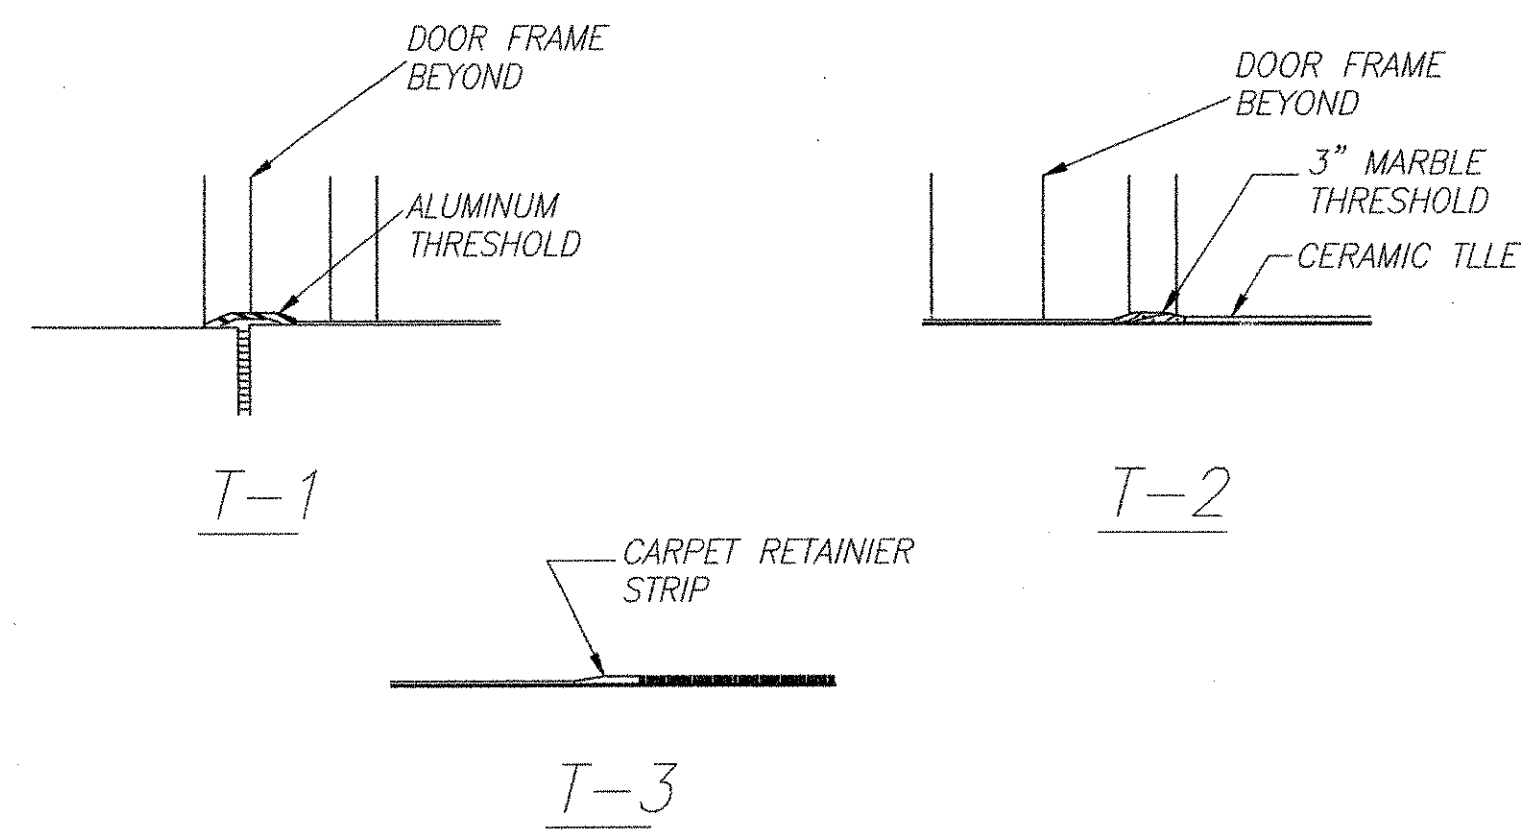 DOOR FRAME
BEYOND
ALUMINUM
THRESHOLD
T-1
DOOR FRAME
BEYOND
3" MARBLE
THRESHOLD
CERAMIC TLLE
T-2
CARPET RETAINIER
STRIP
T-3